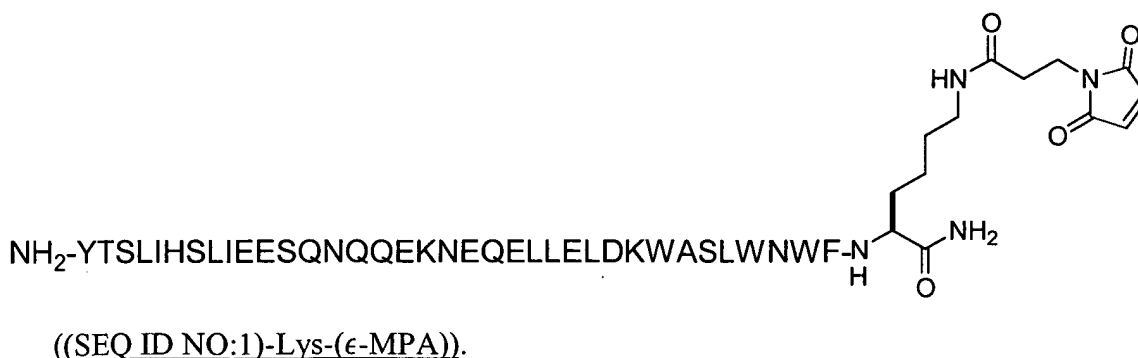 O
HN
N
O
O
NH2-YTSLIHSLIEESQNQQEKNEQELLELDKWASLWNWF-N
H
NH2
O
((SEQ ID NO:1)-Lys-(ε-MPA)).